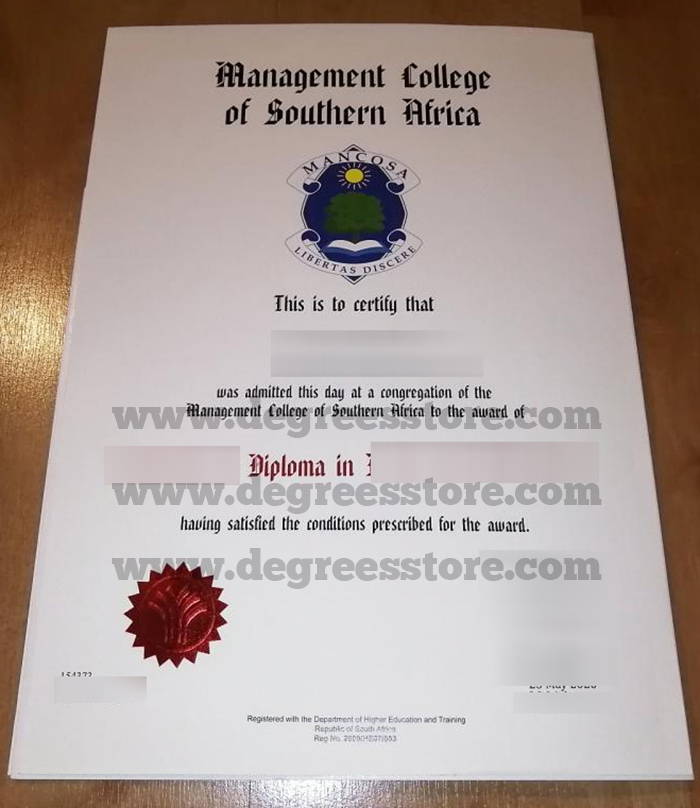 Management College
of Southern Africa
MANCOSA
LIBERTAS DISCERE
This is to certify that
was admitted this day at a congregation of the
Management College of Southern Africa to the award of
www.degreesstore.com
Diploma in
www.degreesstore.com
having satisfied the conditions prescribed for the award.
www.degreesstore.com
Registered with the Department of Higher Education and Training
Republic of South Africa
Reg No.